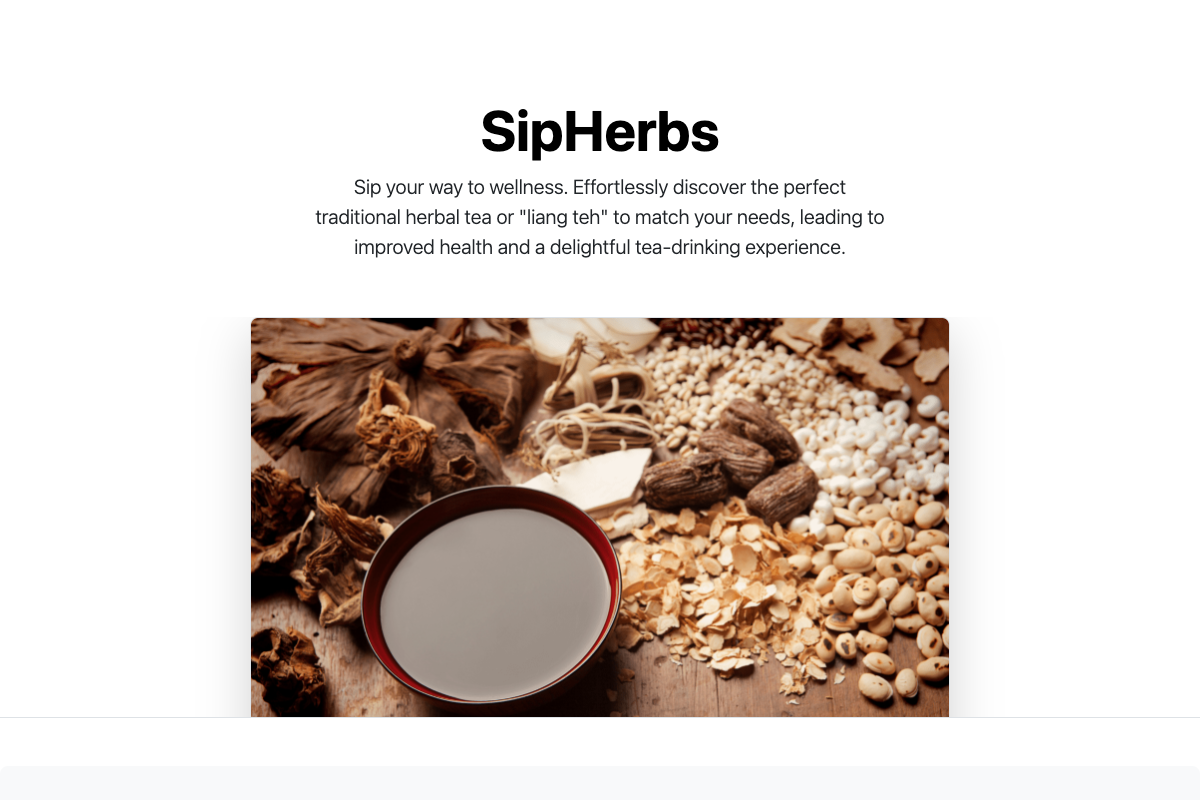 SipHerbs
Sip your way to wellness. Effortlessly discover the perfect
traditional herbal tea or "liang teh" to match your needs, leading to
improved health and a delightful tea-drinking experience.